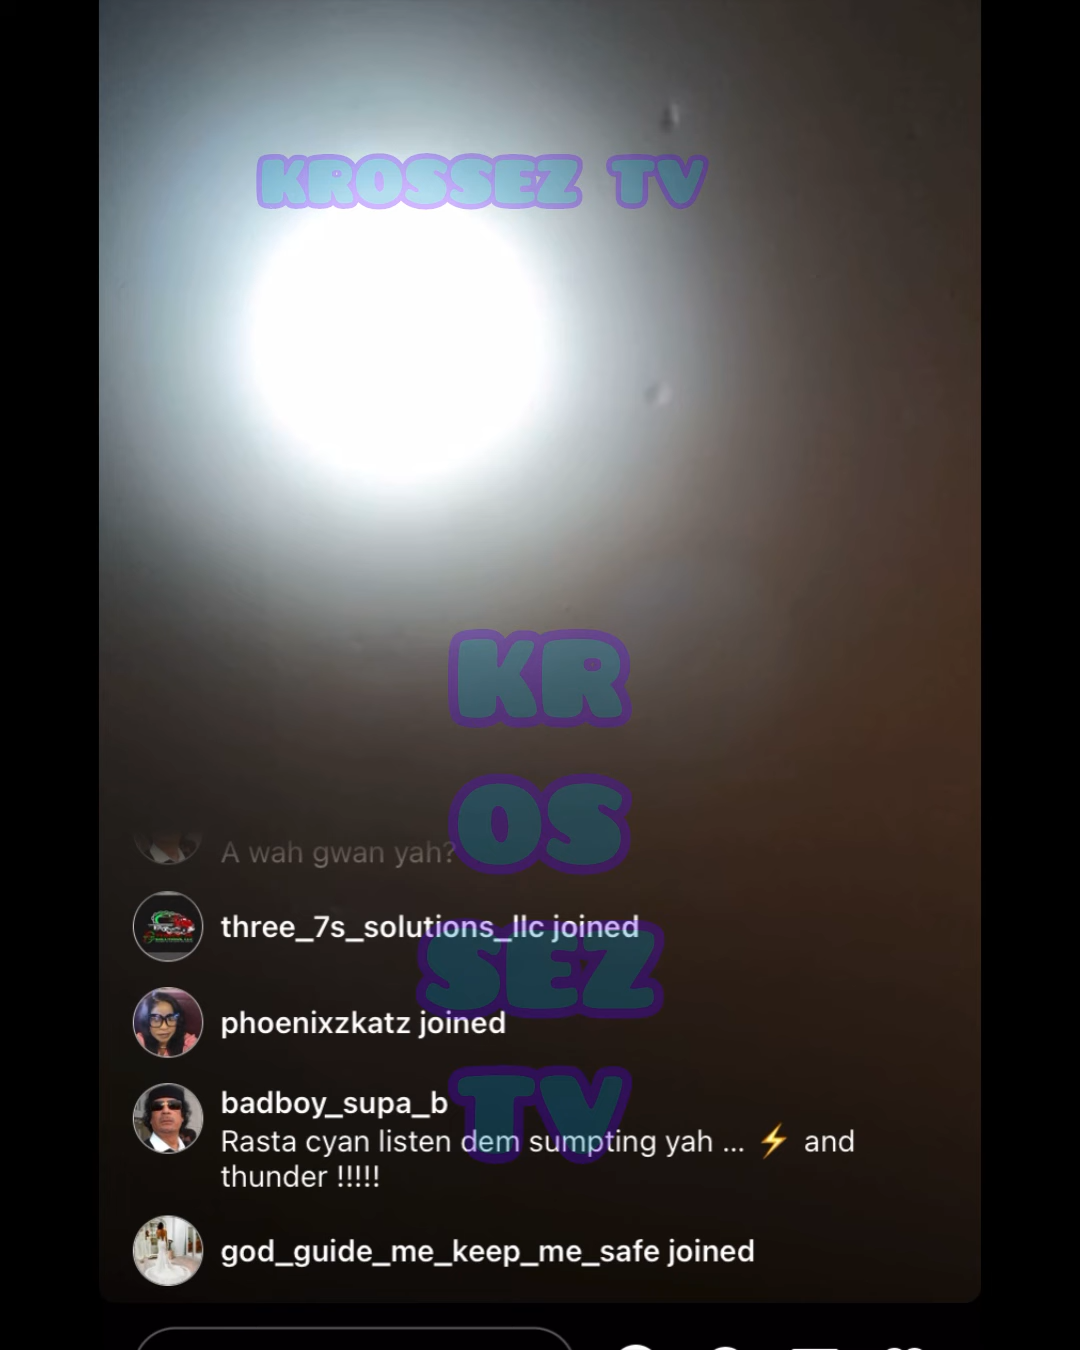 KROSSEZ TV
KR
OS
A wah gwan yah?
three_7s_solutions_llc joined
SEZ
phoenixzkatz joined
TV
badboy_supa_b
Rasta cyan listen dem sumpting yah ... ⚡ and
thunder !!!!!
god_guide_me_keep_me_safe joined